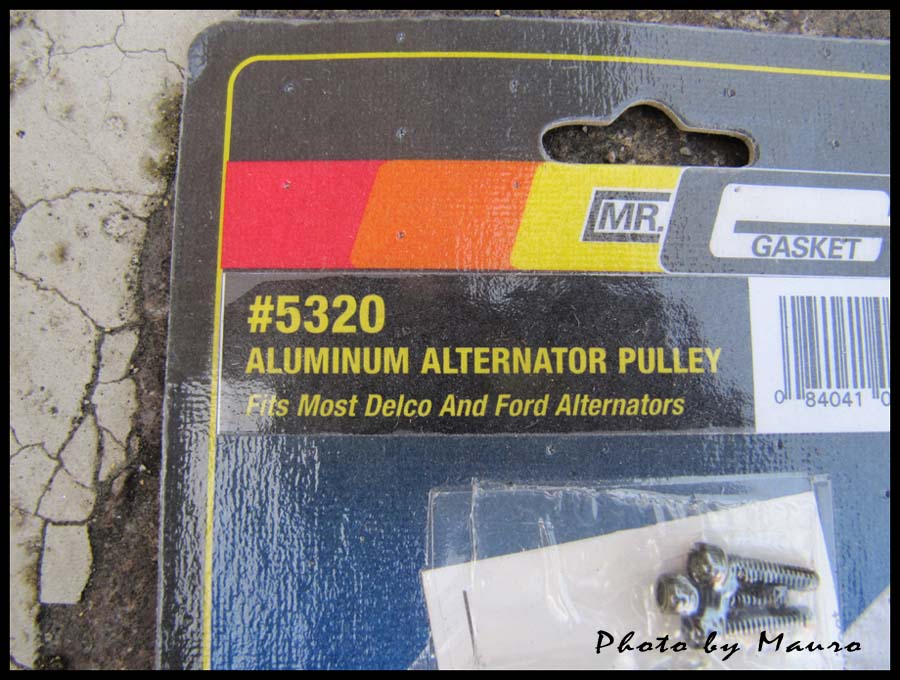 MR.
GASKET
#5320
ALUMINUM ALTERNATOR PULLEY
Fits Most Delco And Ford Alternators
0 84041 0
Photo by Mauro